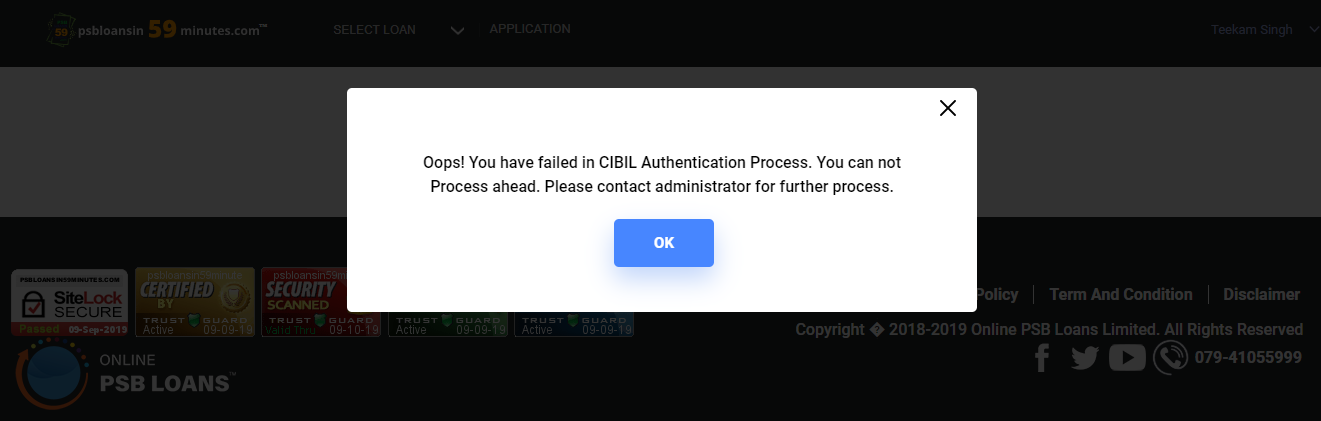 psbloansin 59 minutes.com™
SELECT LOAN
APPLICATION
Teekam Singh
Oops! You have failed in CIBIL Authentication Process. You can not
Process ahead. Please contact administrator for further process.
OK
PSBLOANSIN59MINUTES.COM
SiteLock
SECURE
Passed 05-Sep-2019
psbloansin59minute
CERTIFIED
BY
TRUST GUARD
Active 09-09-19
psbloansin59m
SECURITY
SCANNED
TRUST GUARD
Valid Thru 09-10-19
TRUST GUARD
Active 09-09-19
TRUST GUARD
Active 09-09-19
Policy
Term And Condition
Disclaimer
Copyright � 2018-2019 Online PSB Loans Limited. All Rights Reserved
079-41055999
ONLINE
PSB LOANS™